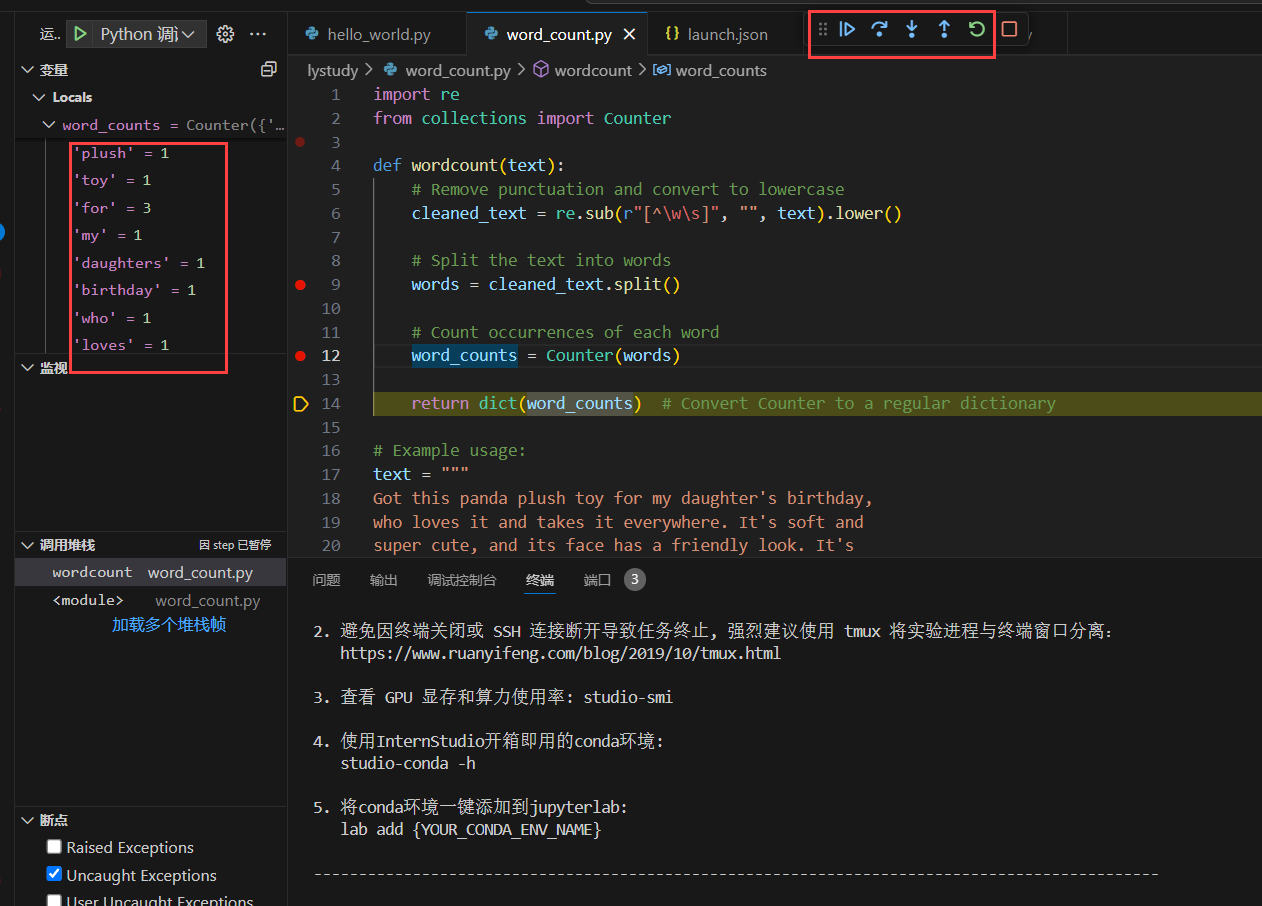 运..
Python 调试
变量
Locals
word_counts = Counter({'…
'plush' = 1
'toy' = 1
'for' = 3
'my' = 1
'daughters' = 1
'birthday' = 1
'who' = 1
'loves' = 1
监视
调用堆栈 因 step 已暂停
wordcount word_count.py
<module> word_count.py
加载多个堆栈帧
断点
Raised Exceptions
Uncaught Exceptions
User Uncaught Exceptions
hello_world.py word_count.py {} launch.json
lystudy > word_count.py > wordcount > word_counts
1 import re
2 from collections import Counter
3
4 def wordcount(text):
5 # Remove punctuation and convert to lowercase
6 cleaned_text = re.sub(r"[^\w\s]", "", text).lower()
7
8 # Split the text into words
9 words = cleaned_text.split()
10
11 # Count occurrences of each word
12 word_counts = Counter(words)
13
14 return dict(word_counts) # Convert Counter to a regular dictionary
15
16 # Example usage:
17 text = """
18 Got this panda plush toy for my daughter's birthday,
19 who loves it and takes it everywhere. It's soft and
20 super cute, and its face has a friendly look. It's
问题 输出 调试控制台 终端 端口 3
2. 避免因终端关闭或 SSH 连接断开导致任务终止, 强烈建议使用 tmux 将实验进程与终端窗口分离:
https://www.ruanyifeng.com/blog/2019/10/tmux.html
3. 查看 GPU 显存和算力使用率: studio-smi
4. 使用InternStudio开箱即用的conda环境:
studio-conda -h
5. 将conda环境一键添加到jupyterlab:
lab add {YOUR_CONDA_ENV_NAME}
----------------------------------------------------------------------------------------------